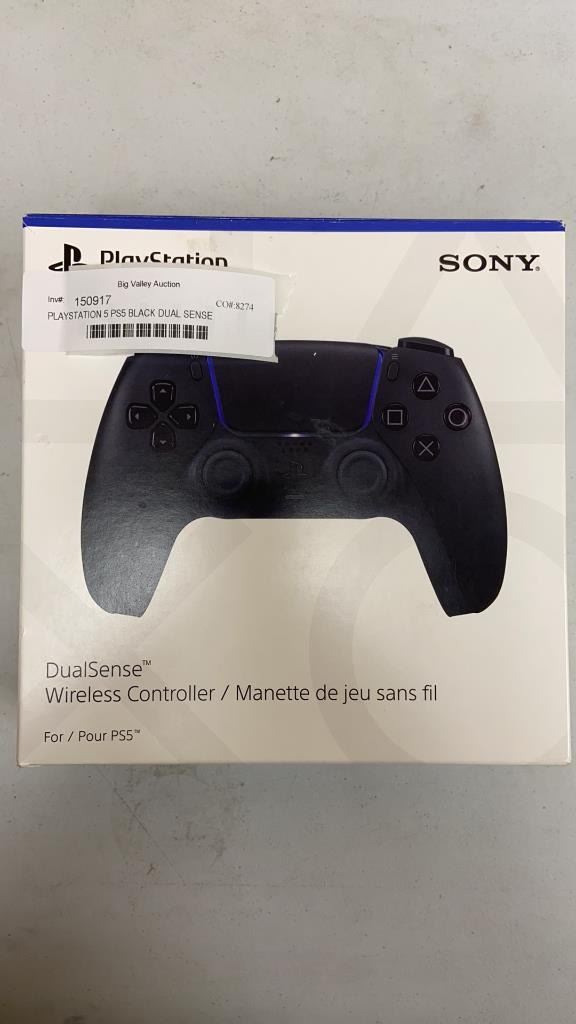 PlayStation
SONY®
Big Valley Auction
Inv#: 150917 CO#:8274
PLAYSTATION 5 PS5 BLACK DUAL SENSE
DualSense™
Wireless Controller / Manette de jeu sans fil
For / Pour PS5™